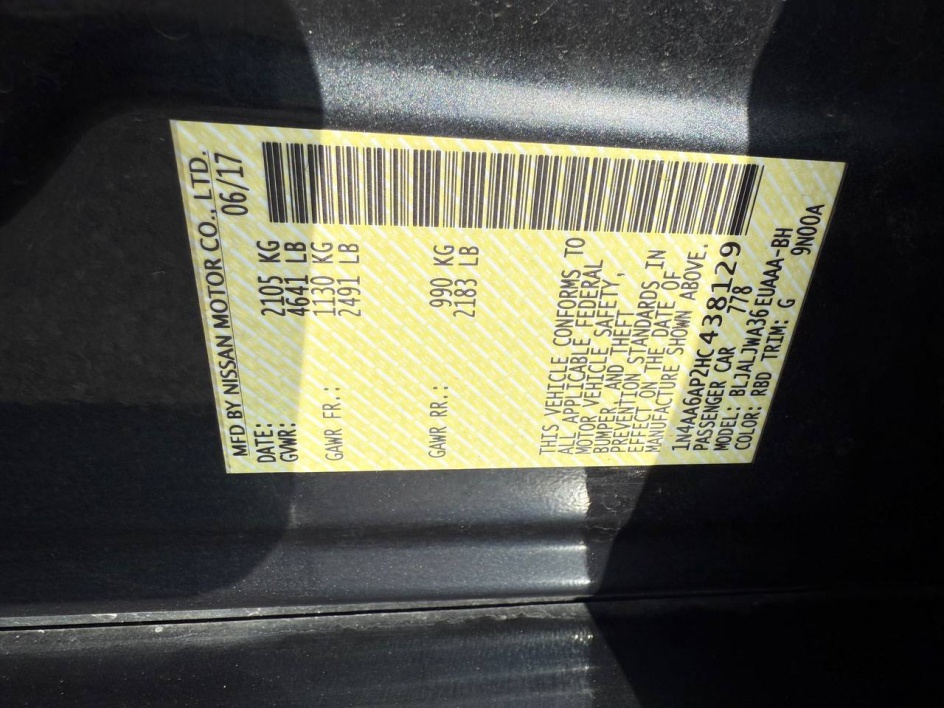 MFD BY NISSAN MOTOR CO., LTD.
DATE: 06/17
GVWR: 2105 KG
4641 LB
GAWR FR.: 1130 KG
2491 LB
GAWR RR.: 990 KG
2183 LB
THIS VEHICLE CONFORMS TO
ALL APPLICABLE FEDERAL
MOTOR VEHICLE SAFETY,
BUMPER, AND THEFT
PREVENTION STANDARDS IN
EFFECT ON THE DATE OF
MANUFACTURE SHOWN ABOVE.
1N4AA6AP2HC438129
PASSENGER CAR 778
MODEL: BLJALJWA36EUAAA-BH
COLOR: RBD TRIM: G 9N00A